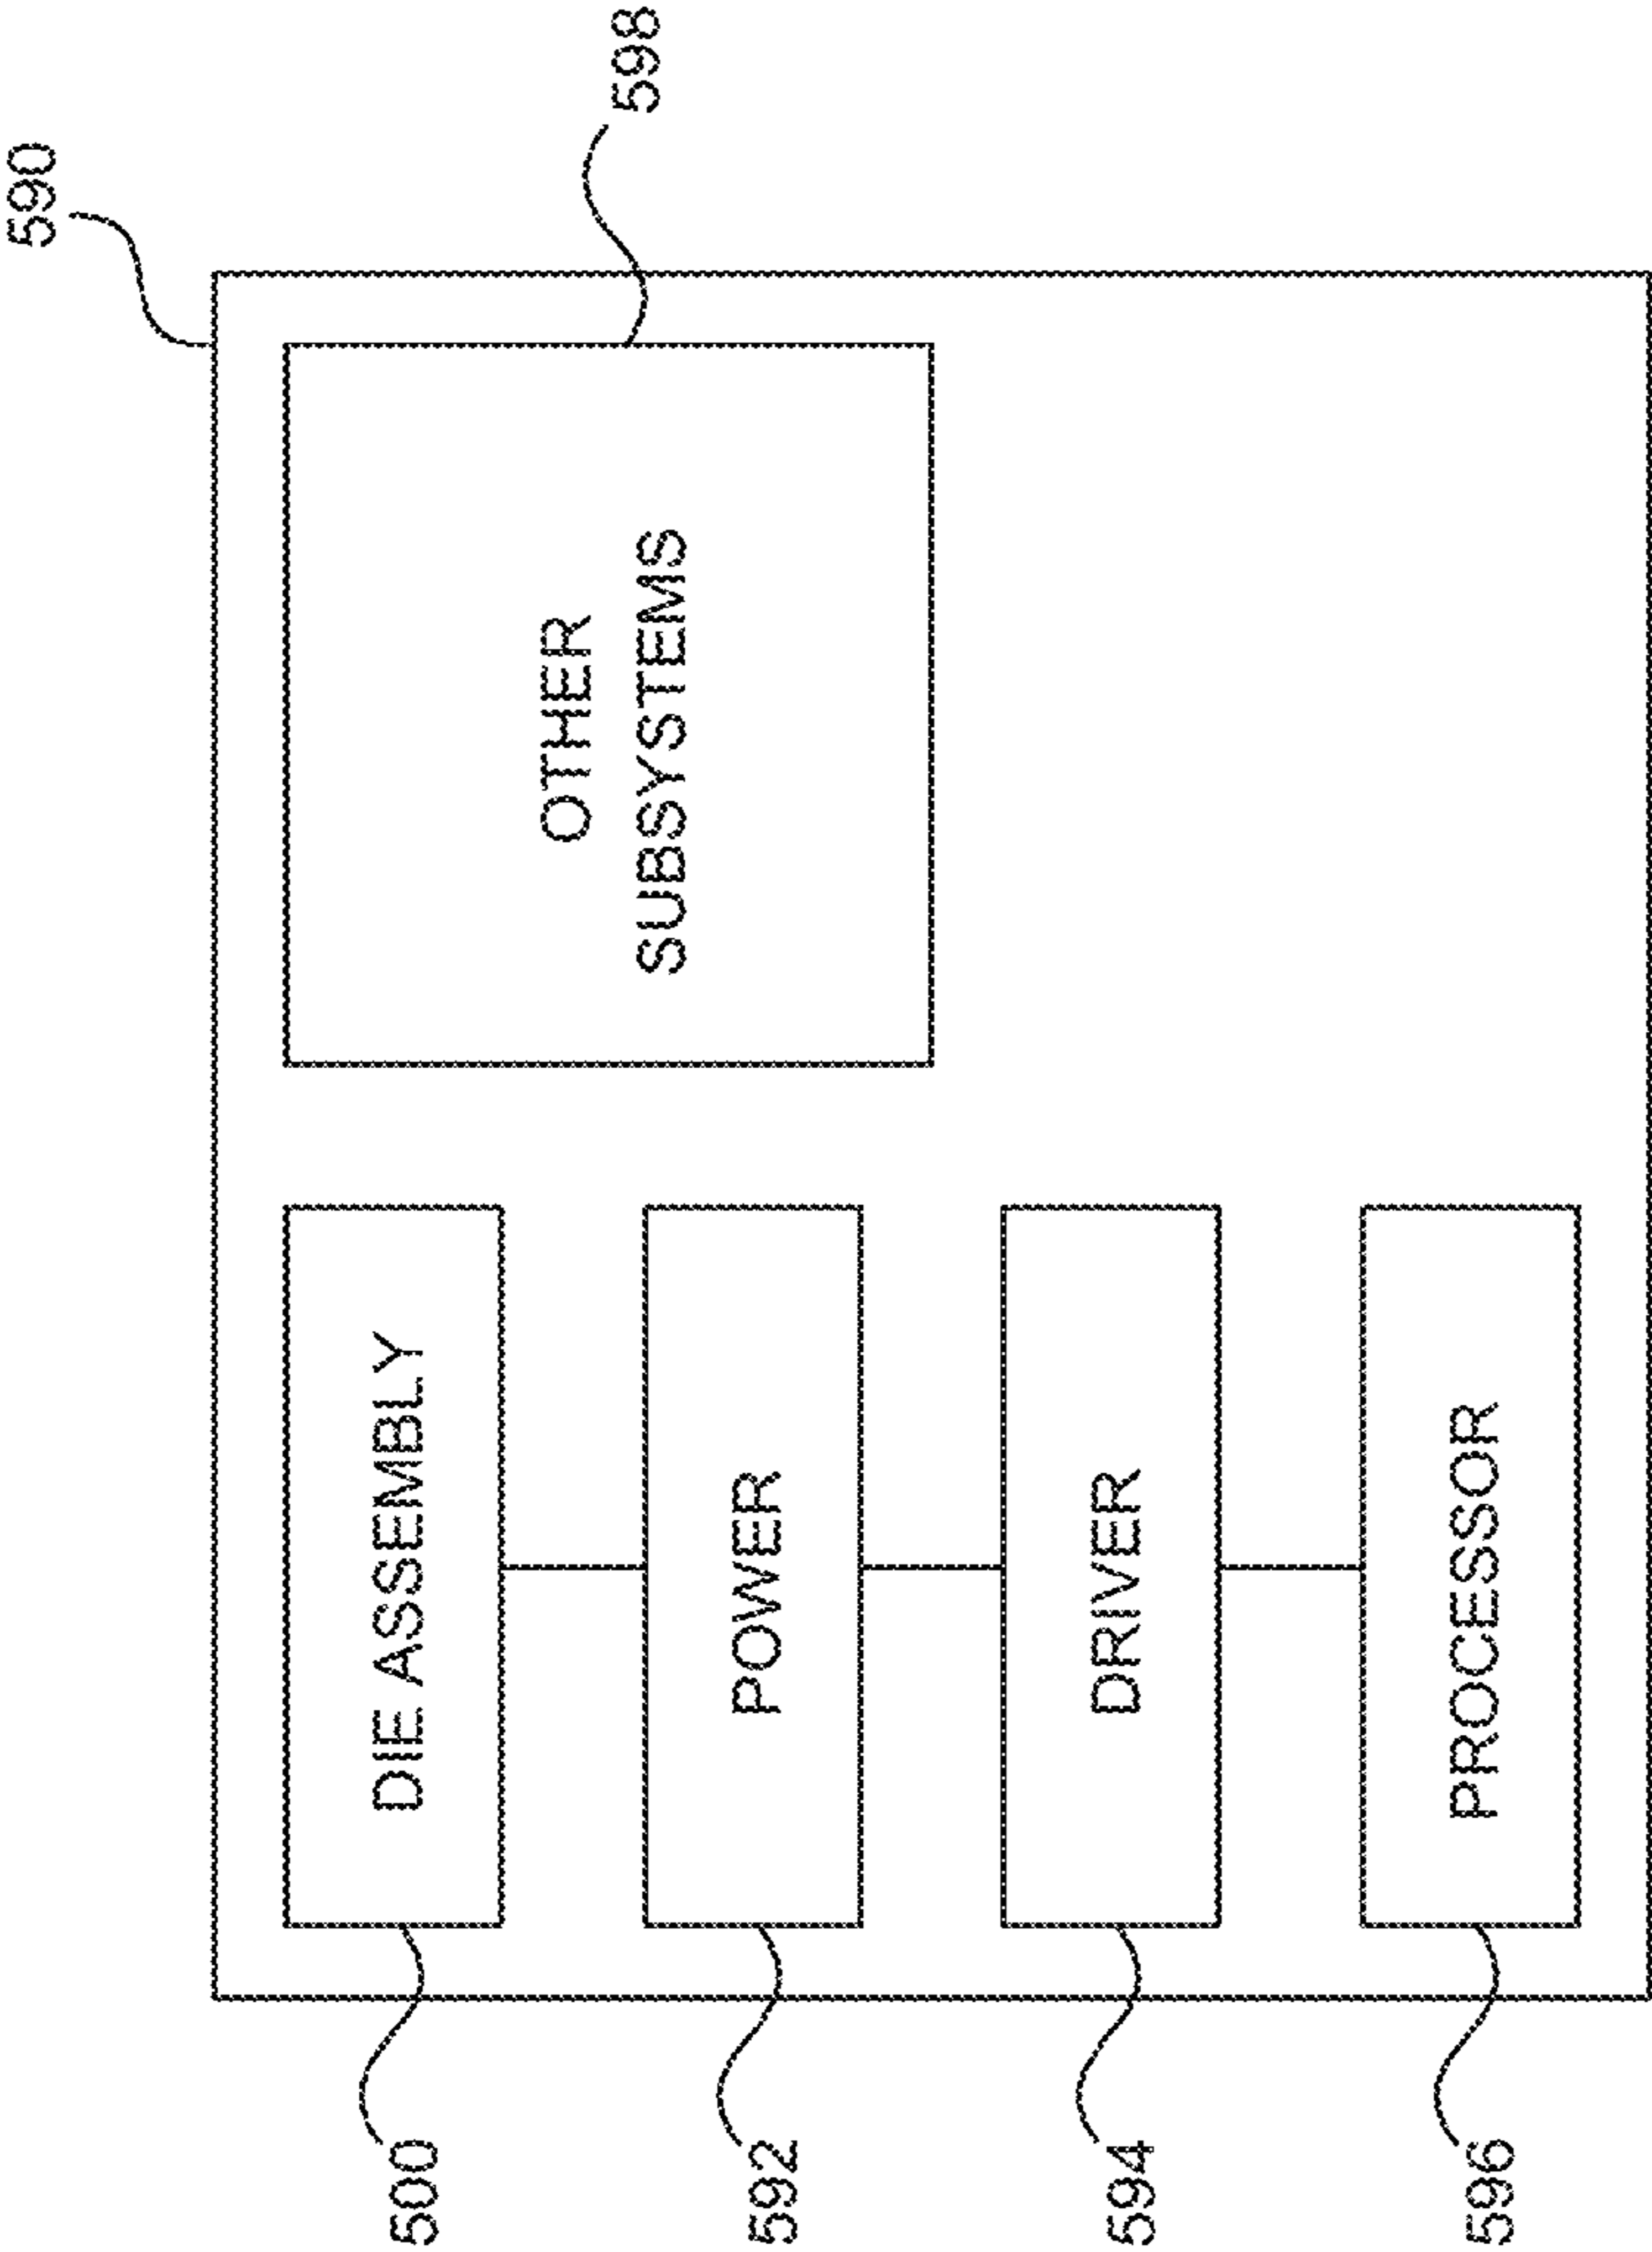 590
598
OTHER
SUBSYSTEMS
500
DIE ASSEMBLY
592
POWER
594
DRIVER
596
PROCESSOR